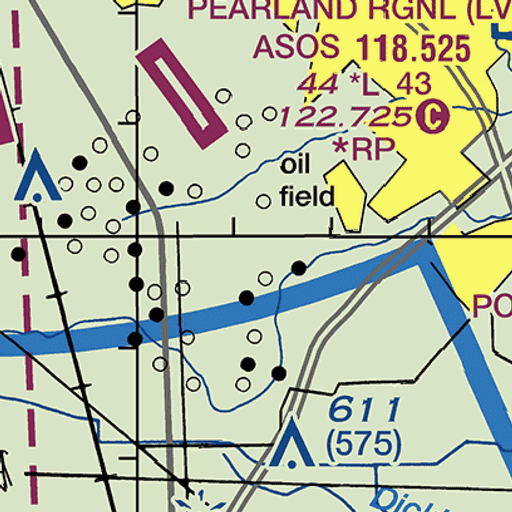 PEARLAND RGNL (LV
ASOS 118.525
44 *L 43
122.725 C
*RP
oil
field
PO
611
(575)